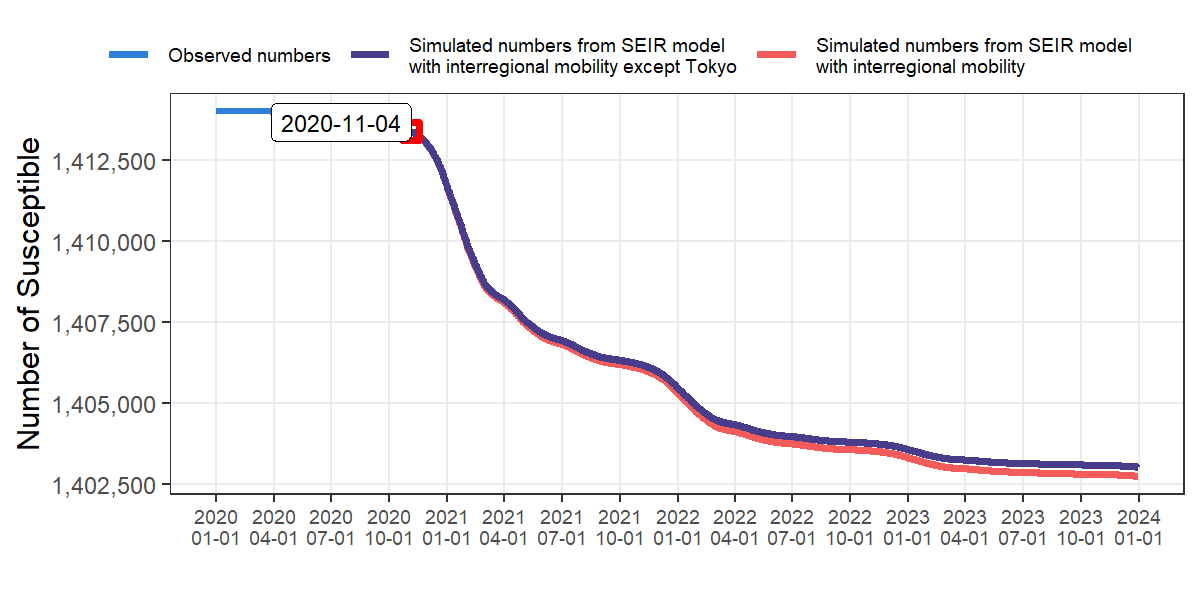 Observed numbers
Simulated numbers from SEIR model
with interregional mobility except Tokyo
Simulated numbers from SEIR model
with interregional mobility
2020-11-04
Number of Susceptible
1,412,500
1,410,000
1,407,500
1,405,000
1,402,500
2020 2020 2020 2020 2021 2021 2021 2021 2022 2022 2022 2022 2023 2023 2023 2023 2024
01-01 04-01 07-01 10-01 01-01 04-01 07-01 10-01 01-01 04-01 07-01 10-01 01-01 04-01 07-01 10-01 01-01